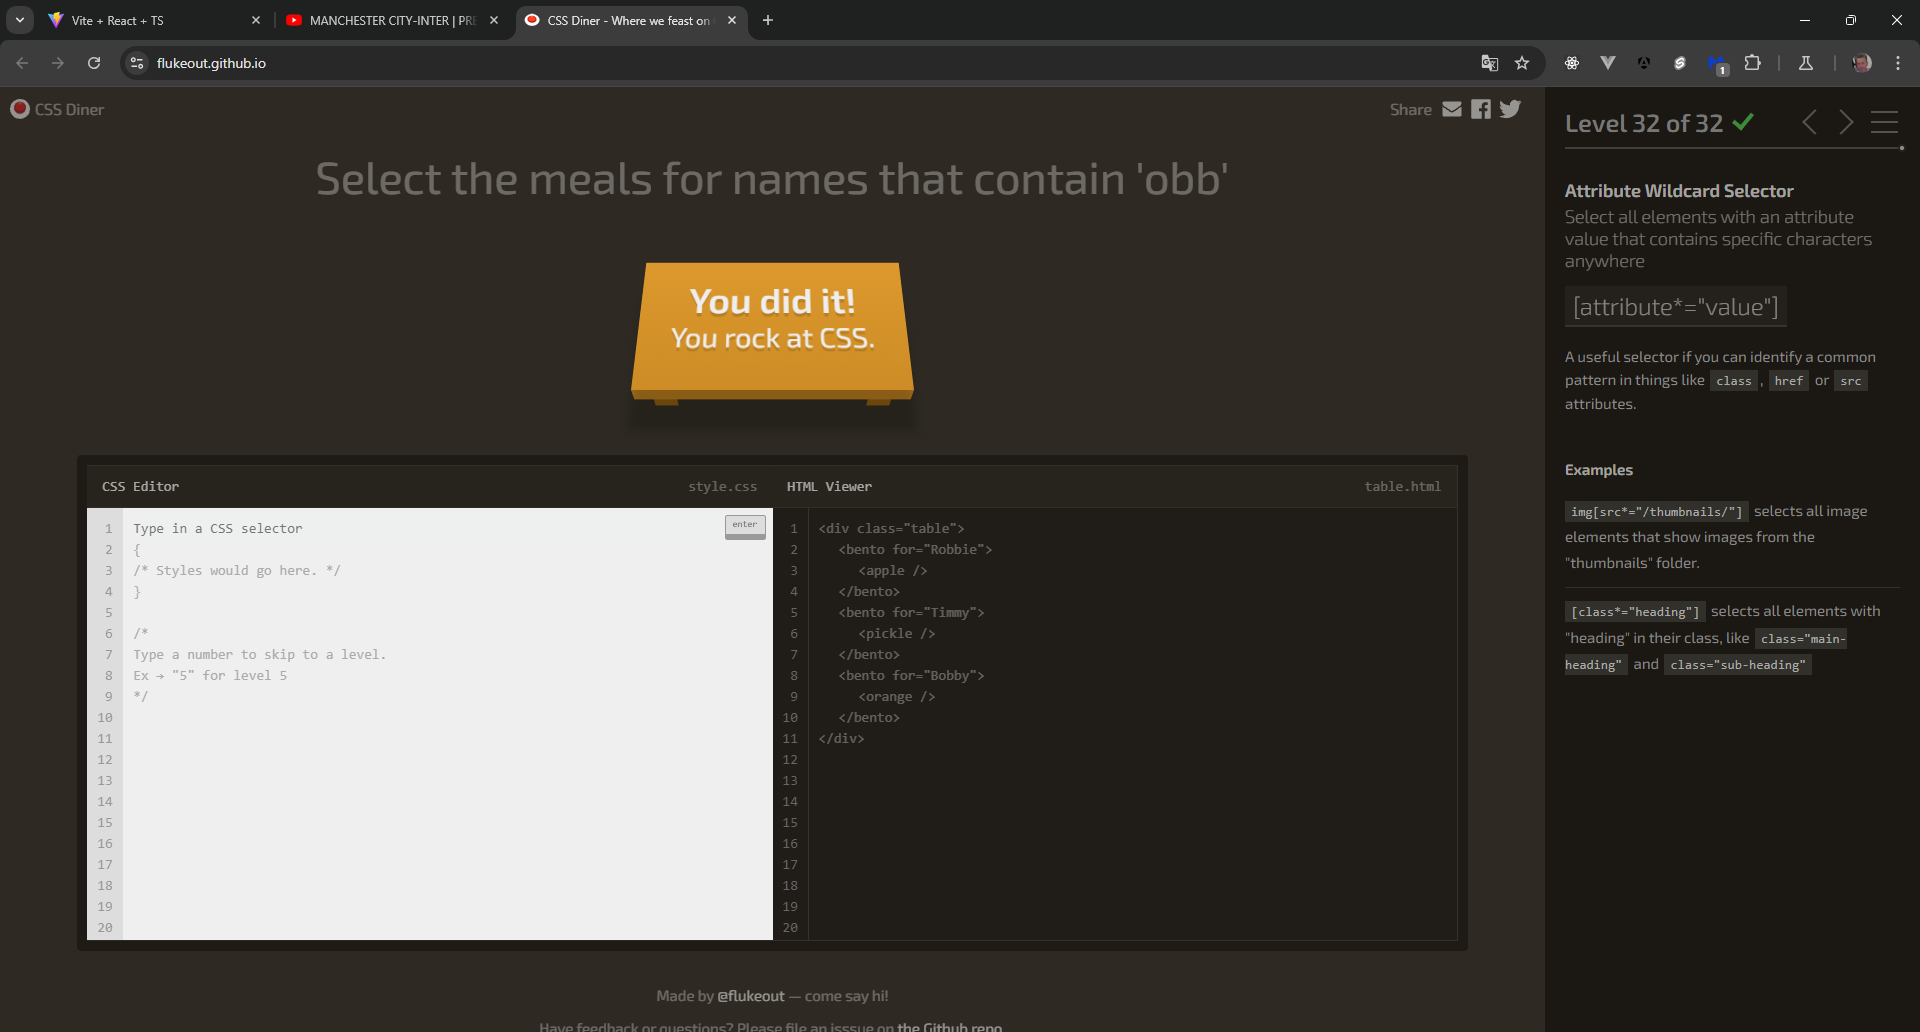 Vite + React + TS
MANCHESTER CITY-INTER | PRE
CSS Diner - Where we feast on
flukeout.github.io
1
CSS Diner
Share
Select the meals for names that contain 'obb'
You did it!
You rock at CSS.
CSS Editor
style.css
HTML Viewer
table.html
enter
1 Type in a CSS selector
2 {
3 /* Styles would go here. */
4 }
5
6 /*
7 Type a number to skip to a level.
8 Ex → "5" for level 5
9 */
10
11
12
13
14
15
16
17
18
19
20
1 <div class="table">
2 <bento for="Robbie">
3 <apple />
4 </bento>
5 <bento for="Timmy">
6 <pickle />
7 </bento>
8 <bento for="Bobby">
9 <orange />
10 </bento>
11 </div>
12
13
14
15
16
17
18
19
20
Made by @flukeout — come say hi!
Have feedback or questions? Please file an isssue on the Github repo
Level 32 of 32
Attribute Wildcard Selector
Select all elements with an attribute
value that contains specific characters
anywhere
[attribute*="value"]
A useful selector if you can identify a common
pattern in things like class , href or src
attributes.
Examples
img[src*="/thumbnails/"] selects all image
elements that show images from the
"thumbnails" folder.
[class*="heading"] selects all elements with
"heading" in their class, like class="main-
heading" and class="sub-heading"